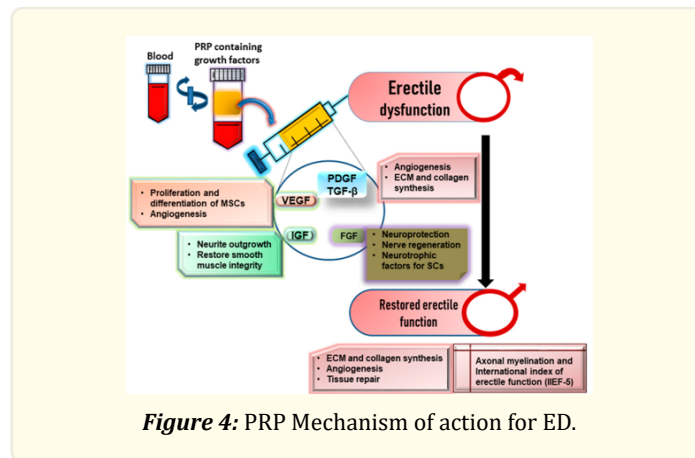 Blood
PRP containing
growth factors
Erectile
dysfunction
PDGF
TGF-β
• Angiogenesis
• ECM and collagen
synthesis
• Proliferation and
differentiation of MSCs
• Angiogenesis
VEGF
IGF
FGF
• Neurite outgrowth
• Restore smooth
muscle integrity
• Neuroprotection
• Nerve regeneration
• Neurotrophic
factors for SCs
Restored erectile
function
• ECM and collagen synthesis
• Angiogenesis
• Tissue repair
Axonal myelination and
International index of
erectile function (IIEF-5)
Figure 4: PRP Mechanism of action for ED.